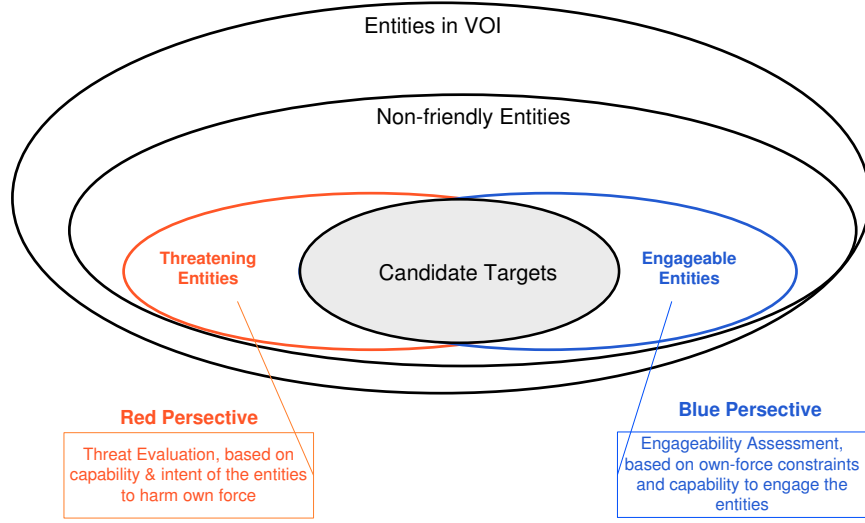 Entities in VOI
Non-friendly Entities
Threatening
Entities
Candidate Targets
Engageable
Entities
Red Persective
Threat Evaluation, based on
capability & intent of the entities
to harm own force
Blue Persective
Engageability Assessment,
based on own-force constraints
and capability to engage the
entities